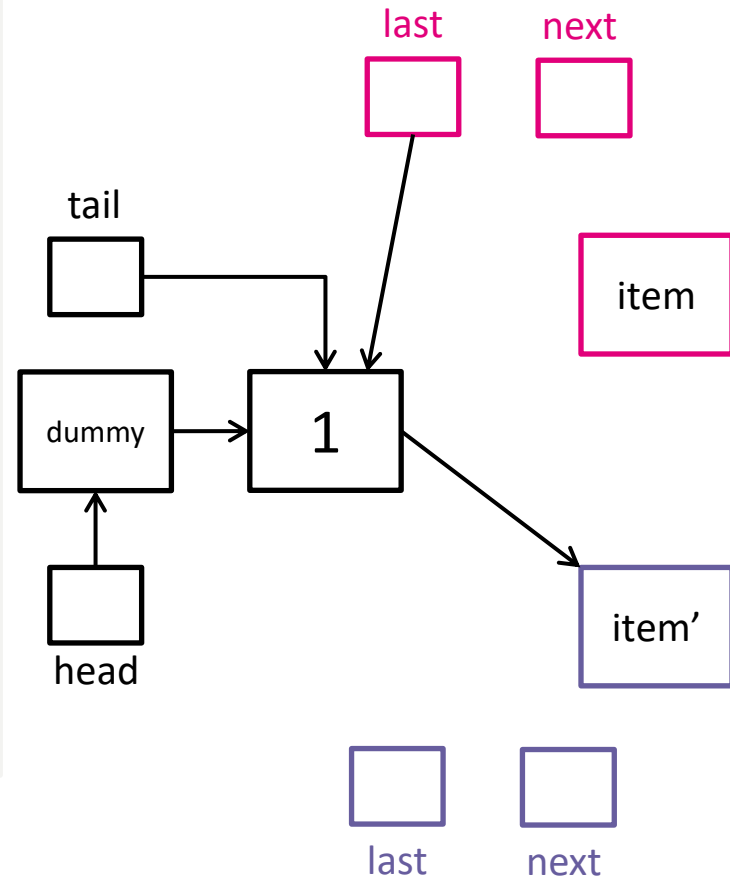 last next
tail
item
dummy 1
item’
head
last next